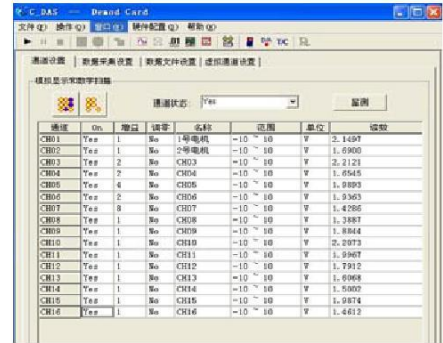 C_DAS -- Demod Card
文件(F) 操作(O) 窗口(W) 硬件配置(Q) 帮助(Q)
通道设置 数据采集设置 数据文件设置 虚拟通道设置
模拟显示和数字扫描
通道状态: Yes
通道 On 增益 调零 名称 范围 单位 读数
CH01 Yes 1 No 1号电机 -10 ~ 10 V 2.1497
CH02 Yes 1 No 2号电机 -10 ~ 10 V 1.6900
CH03 Yes 2 No CH03 -10 ~ 10 V 2.2121
CH04 Yes 2 No CH04 -10 ~ 10 V 1.6545
CH05 Yes 4 No CH05 -10 ~ 10 V 1.9893
CH06 Yes 2 No CH06 -10 ~ 10 V 1.9363
CH07 Yes 8 No CH07 -10 ~ 10 V 1.4286
CH08 Yes 1 No CH08 -10 ~ 10 V 1.3887
CH09 Yes 1 No CH09 -10 ~ 10 V 1.8844
CH10 Yes 1 No CH10 -10 ~ 10 V 2.2073
CH11 Yes 1 No CH11 -10 ~ 10 V 1.9967
CH12 Yes 1 No CH12 -10 ~ 10 V 1.7912
CH13 Yes 1 No CH13 -10 ~ 10 V 1.6068
CH14 Yes 1 No CH14 -10 ~ 10 V 1.5002
CH15 Yes 1 No CH15 -10 ~ 10 V 1.9874
CH16 Yes 1 No CH16 -10 ~ 10 V 1.4612